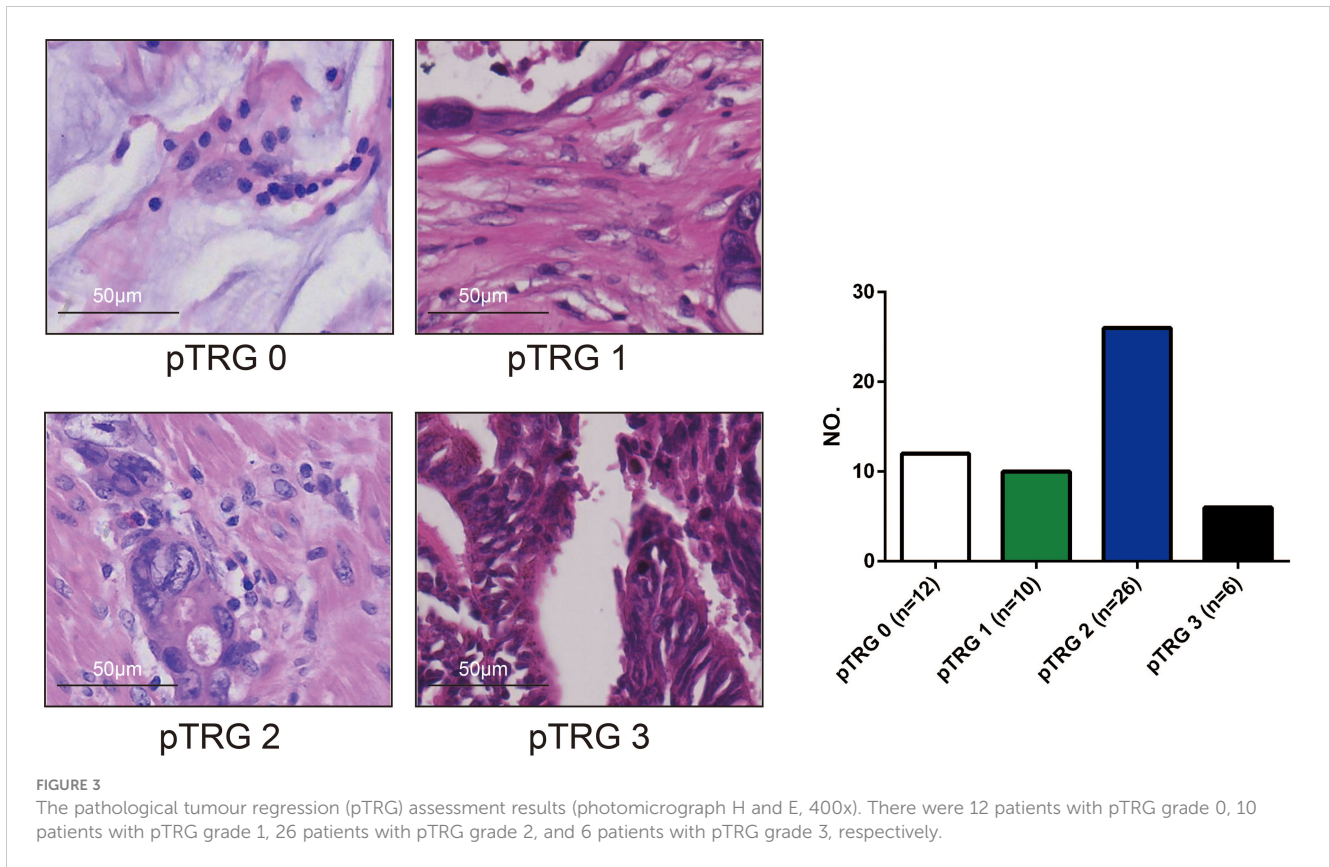 50µm
pTRG 0
50µm
pTRG 1
50µm
pTRG 2
50µm
pTRG 3
30
20
10
0
NO.
pTRG 0 (n=12)
pTRG 1 (n=10)
pTRG 2 (n=26)
pTRG 3 (n=6)
FIGURE 3
The pathological tumour regression (pTRG) assessment results (photomicrograph H and E, 400x). There were 12 patients with pTRG grade 0, 10
patients with pTRG grade 1, 26 patients with pTRG grade 2, and 6 patients with pTRG grade 3, respectively.